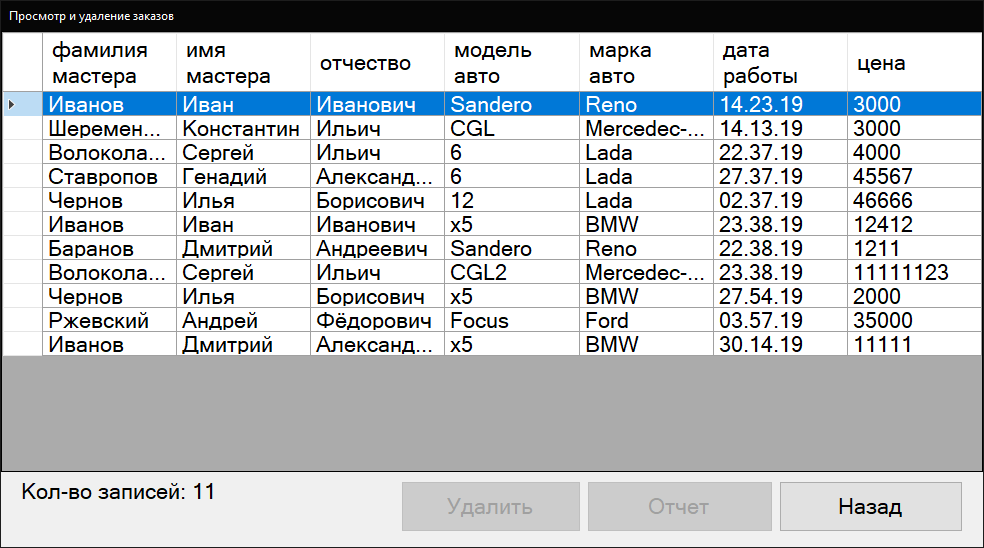 Просмотр и удаление заказов
фамилия мастера имя мастера отчество модель авто марка авто дата работы цена
Иванов Иван Иванович Sandero Reno 14.23.19 3000
Шеремен... Константин Ильич CGL Mercedec-... 14.13.19 3000
Волокола... Сергей Ильич 6 Lada 22.37.19 4000
Ставропов Генадий Александ... 6 Lada 27.37.19 45567
Чернов Илья Борисович 12 Lada 02.37.19 46666
Иванов Иван Иванович x5 BMW 23.38.19 12412
Баранов Дмитрий Андреевич Sandero Reno 22.38.19 1211
Волокола... Сергей Ильич CGL2 Mercedec-... 23.38.19 11111123
Чернов Илья Борисович x5 BMW 27.54.19 2000
Ржевский Андрей Фёдорович Focus Ford 03.57.19 35000
Иванов Дмитрий Александ... x5 BMW 30.14.19 11111
Кол-во записей: 11
Удалить Отчет Назад